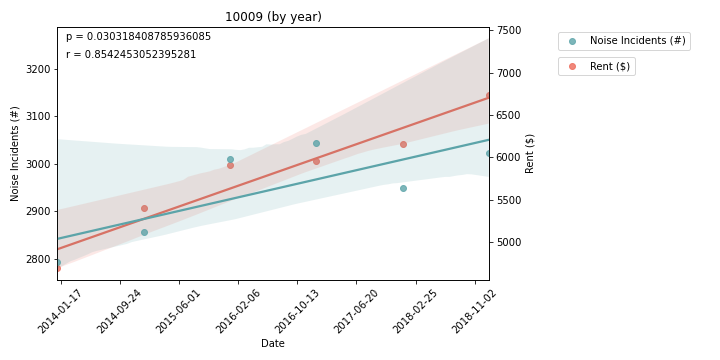 10009 (by year)
p = 0.030318408785936085
r = 0.8542453052395281
Noise Incidents (#)
3200
3100
3000
2900
2800
7500
7000
6500
6000
5500
5000
Rent ($)
2014-01-17
2014-09-24
2015-06-01
2016-02-06
2016-10-13
2017-06-20
2018-02-25
2018-11-02
Date
Noise Incidents (#)
Rent ($)